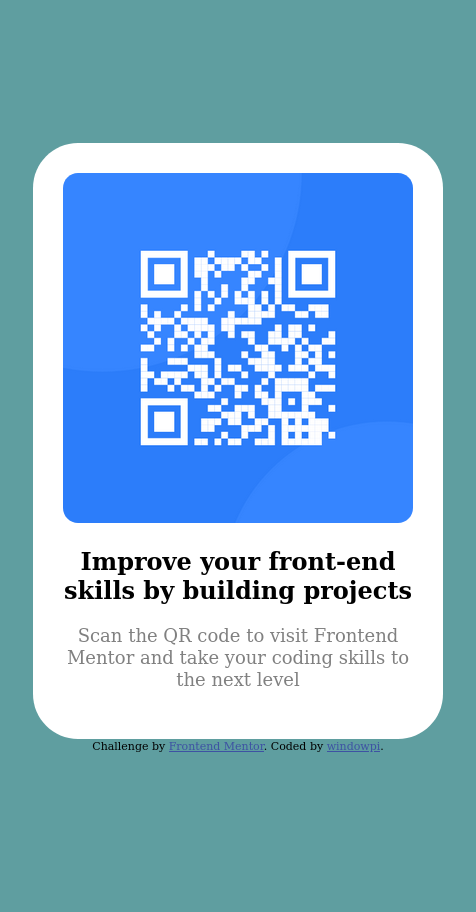 Improve your front-end
skills by building projects
Scan the QR code to visit Frontend
Mentor and take your coding skills to
the next level
Challenge by Frontend Mentor. Coded by windowpi.